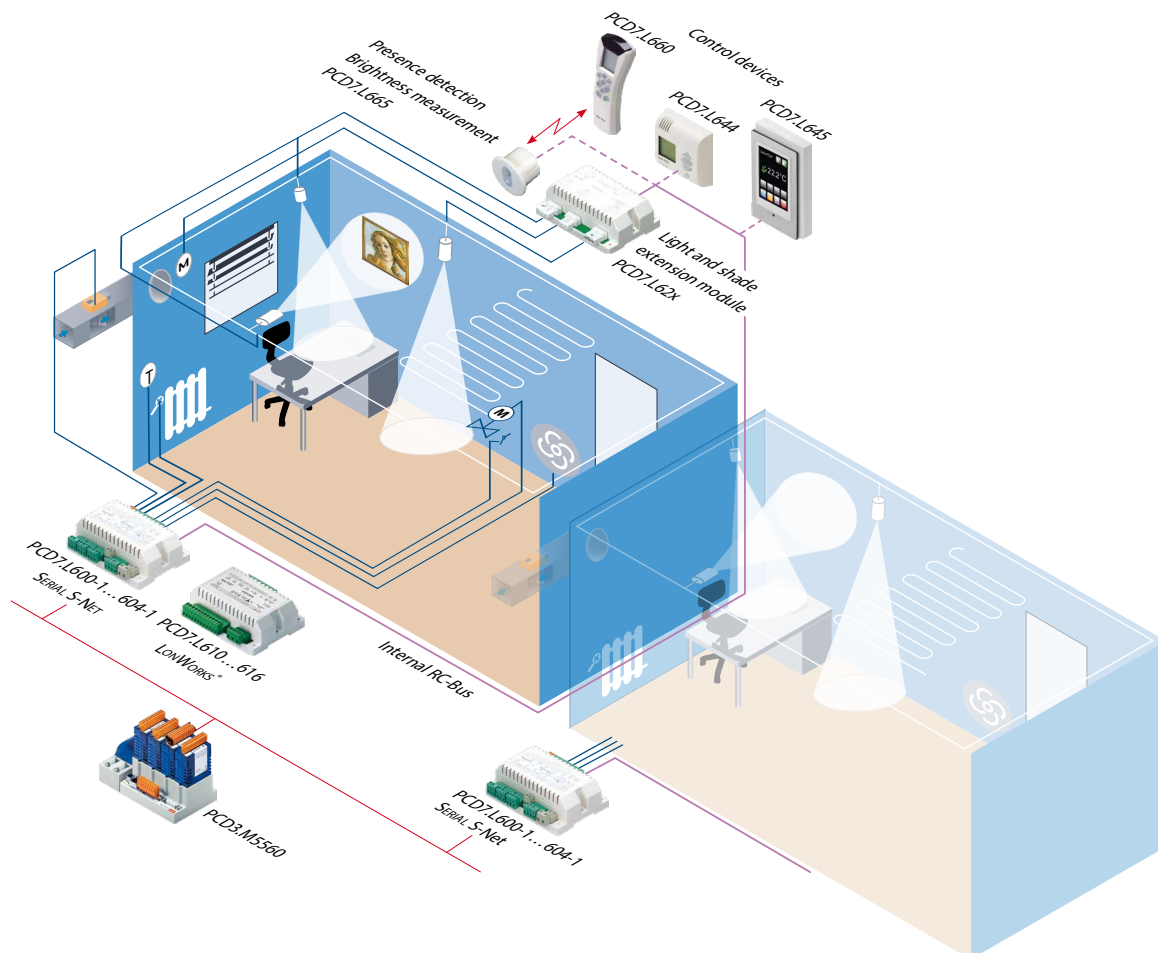 PCD7.L660
Control devices
Presence detection
Brightness measurement
PCD7.L665
PCD7.L644
PCD7.L645
22.2°C
Light and shade
extension module
PCD7.L62x
M
T
M
PCD7.L600-1… 604-1
SERIAL S-NET
PCD7.L610…616
LONWORKS®
Internal RC-Bus
PCD3.M5560
PCD7.L600-1… 604-1
SERIAL S-Net